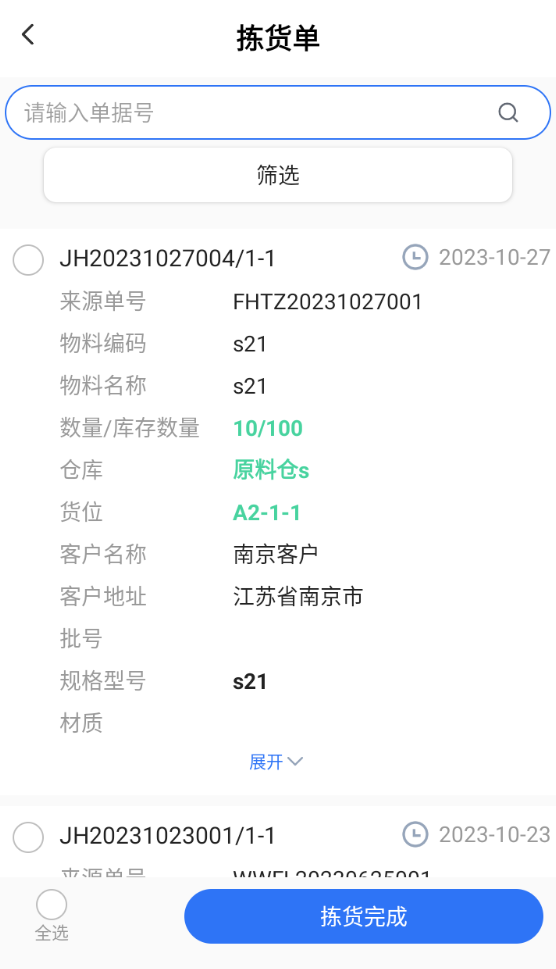 拣货单
请输入单据号
筛选
JH20231027004/1-1 2023-10-27
来源单号 FHTZ20231027001
物料编码 s21
物料名称 s21
数量/库存数量 10/100
仓库 原料仓s
货位 A2-1-1
客户名称 南京客户
客户地址 江苏省南京市
批号
规格型号 s21
材质
展开
JH20231023001/1-1 2023-10-23
来源单号
全选 拣货完成